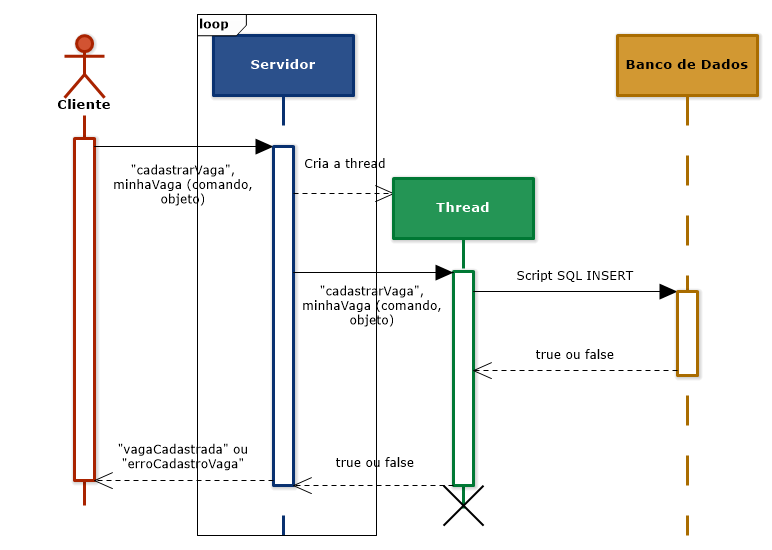 loop
Servidor
Banco de Dados
Cliente
"cadastrarVaga",
minhaVaga (comando,
objeto)
Cria a thread
Thread
Script SQL INSERT
"cadastrarVaga",
minhaVaga (comando,
objeto)
true ou false
"vagaCadastrada" ou
"erroCadastroVaga"
true ou false